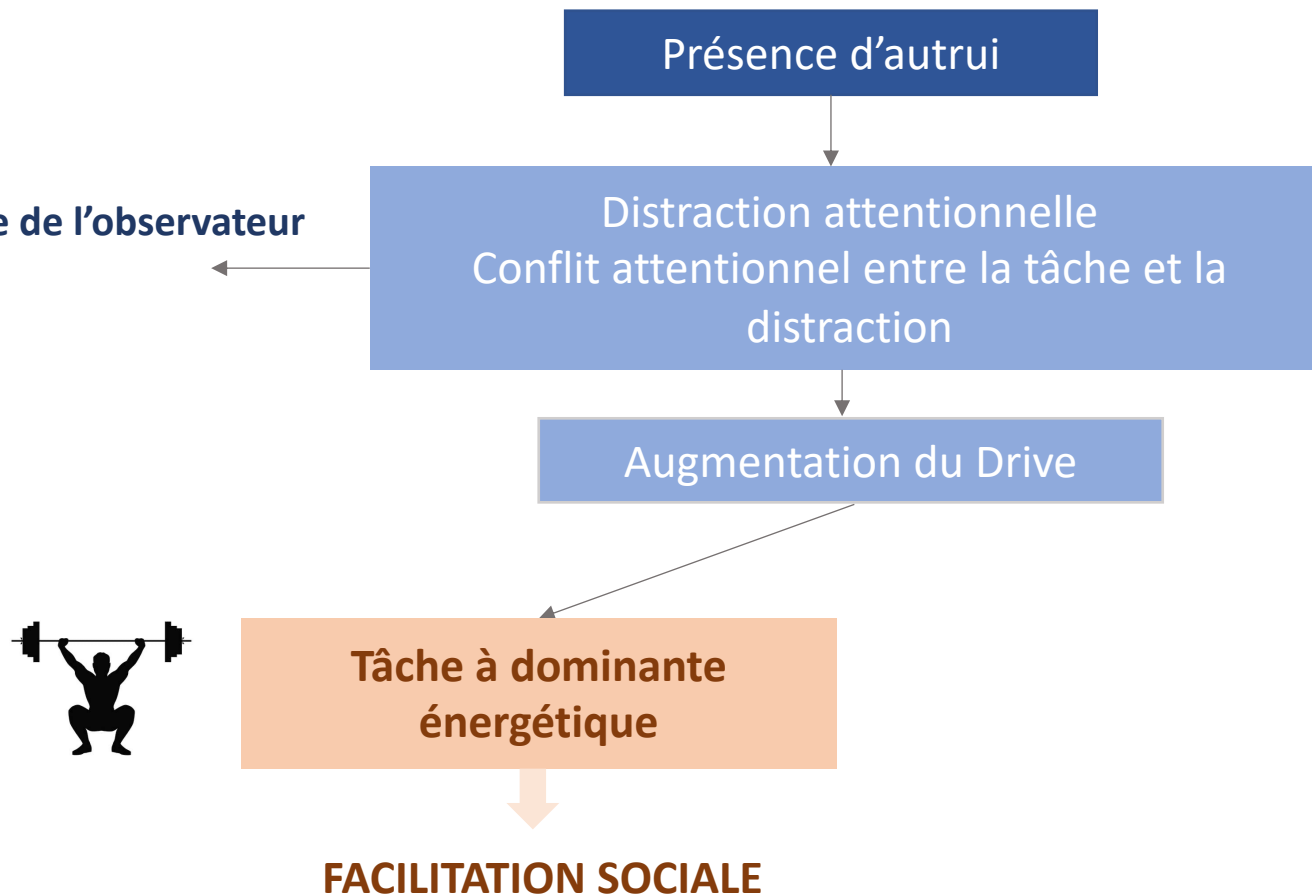 Présence d’autrui
Distraction attentionnelle
e de l’observateur
Conflit attentionnel entre la tâche et la
distraction
Augmentation du Drive
Tâche à dominante
énergétique
FACILITATION SOCIALE